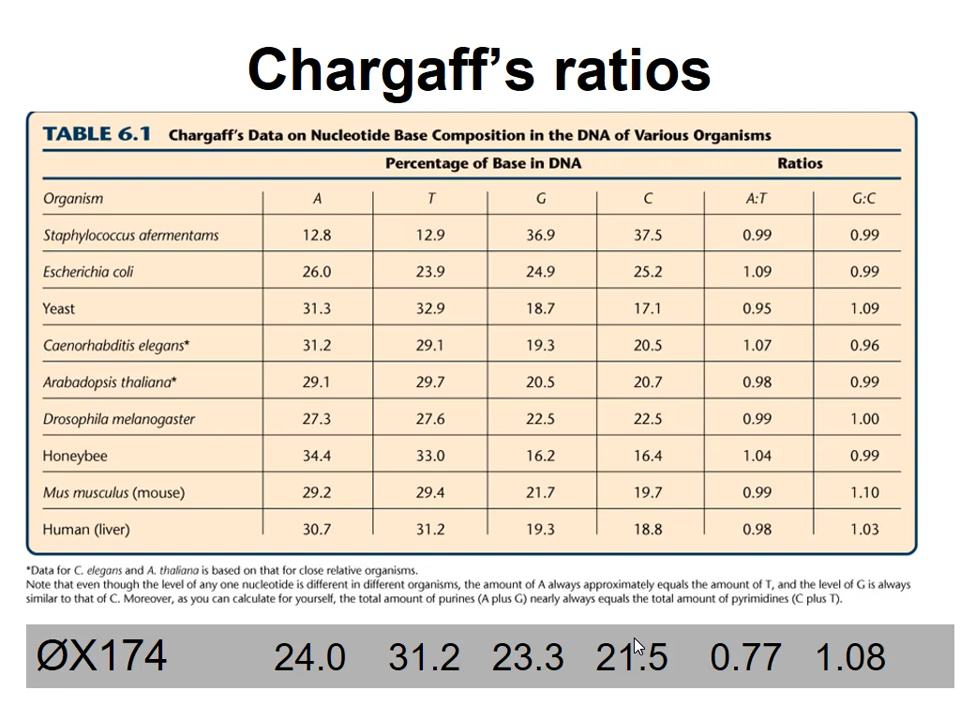 Chargaff’s ratios
TABLE 6.1 Chargaff's Data on Nucleotide Base Composition in the DNA of Various Organisms
Percentage of Base in DNA Ratios
Organism A T G C A:T G:C
Staphylococcus afermentams 12.8 12.9 36.9 37.5 0.99 0.99
Escherichia coli 26.0 23.9 24.9 25.2 1.09 0.99
Yeast 31.3 32.9 18.7 17.1 0.95 1.09
Caenorhabditis elegans* 31.2 29.1 19.3 20.5 1.07 0.96
Arabadopsis thaliana* 29.1 29.7 20.5 20.7 0.98 0.99
Drosophila melanogaster 27.3 27.6 22.5 22.5 0.99 1.00
Honeybee 34.4 33.0 16.2 16.4 1.04 0.99
Mus musculus (mouse) 29.2 29.4 21.7 19.7 0.99 1.10
Human (liver) 30.7 31.2 19.3 18.8 0.98 1.03
*Data for C. elegans and A. thaliana is based on that for close relative organisms.
Note that even though the level of any one nucleotide is different in different organisms, the amount of A always approximately equals the amount of T, and the level of G is always
similar to that of C. Moreover, as you can calculate for yourself, the total amount of purines (A plus G) nearly always equals the total amount of pyrimidines (C plus T).
ØX174 24.0 31.2 23.3 21.5 0.77 1.08